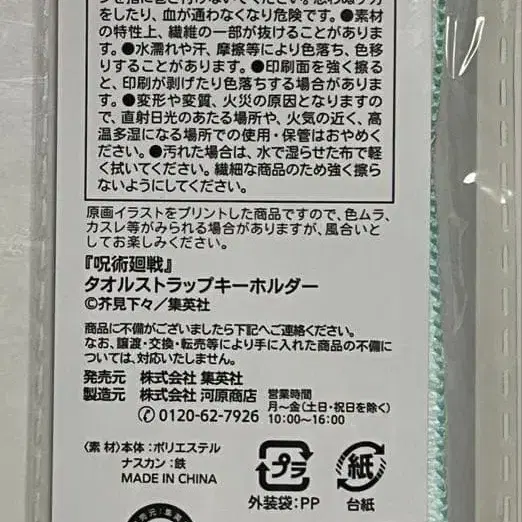 をしたり、血が通わなくなり危険です。●素材
の特性上、繊維の一部が抜けることがありま
す。●水濡れや汗、摩擦等により色落ち、色移
りすることがあります。●印刷面を強く擦る
と、印刷が剥げたり色落ちする場合がありま
す。●変形や変質、火災の原因となりますの
で、直射日光のあたる場所や、火気の近く、高
温多湿になる場所での使用・保管はおやめく
ださい。●汚れた場合は、水で湿らせた布で軽
く拭いてください。繊細な商品のため強く擦ら
ないようにしてください。
原画イラストをプリントした商品ですので、色ムラ、
カスレ等がみられる場合がありますが、風合いと
してお楽しみください。
『呪術廻戦』
タオルストラップキーホルダー
©芥見下々／集英社
商品に不備がございましたら下記へご連絡ください。
なお、譲渡・交換・転売等により手に入れた商品の不備に
ついては、対応いたしません。
発売元 株式会社 集英社
製造元 株式会社 河原商店
0120-62-7926
営業時間
月〜金(土日・祝日を除く)
10:00〜16:00
〈素材〉本体：ポリエステル
ナスカン：鉄
MADE IN CHINA
プラ
外装袋：PP
紙
台紙